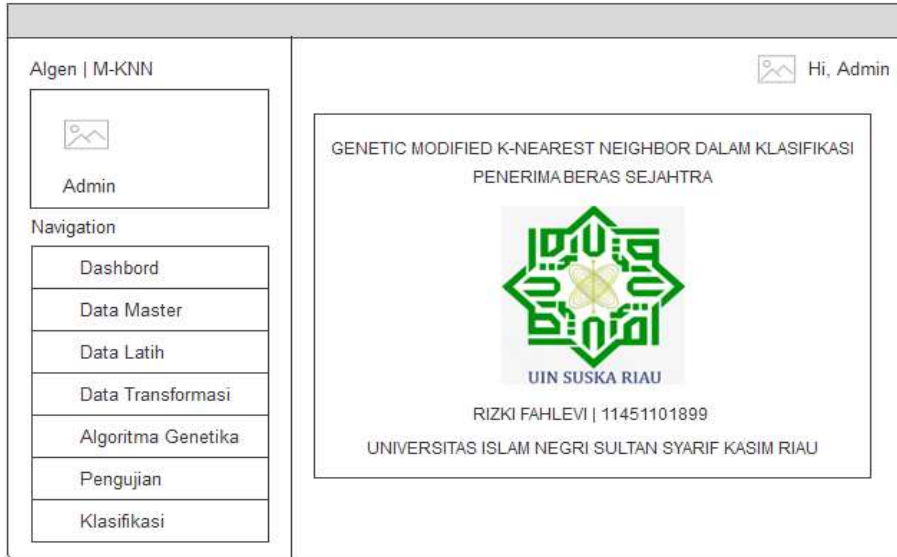 Algen | M-KNN
Hi, Admin
Admin
Navigation
Dashbord
Data Master
Data Latih
Data Transformasi
Algoritma Genetika
Pengujian
Klasifikasi
GENETIC MODIFIED K-NEAREST NEIGHBOR DALAM KLASIFIKASI
PENERIMA BERAS SEJAHTRA
UIN SUSKA RIAU
RIZKI FAHLEVI | 11451101899
UNIVERSITAS ISLAM NEGRI SULTAN SYARIF KASIM RIAU